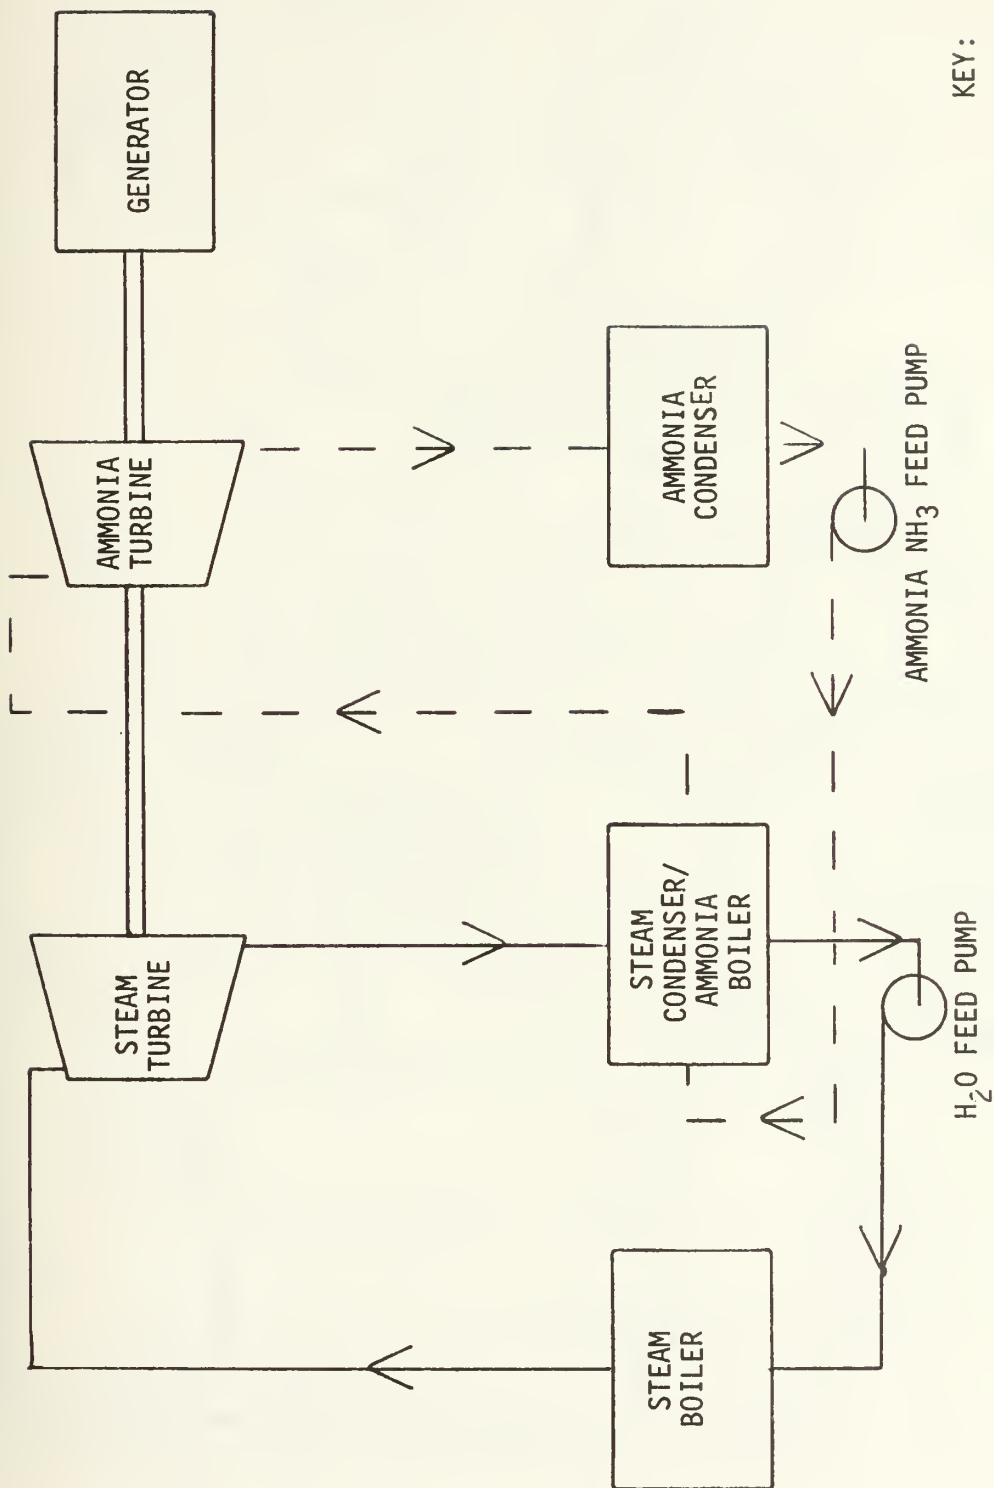 GENERATOR
AMMONIA
TURBINE
STEAM
TURBINE
AMMONIA
CONDENSER
STEAM
CONDENSER/
AMMONIA
BOILER
STEAM
BOILER
AMMONIA NH3 FEED PUMP
H2O FEED PUMP
KEY: